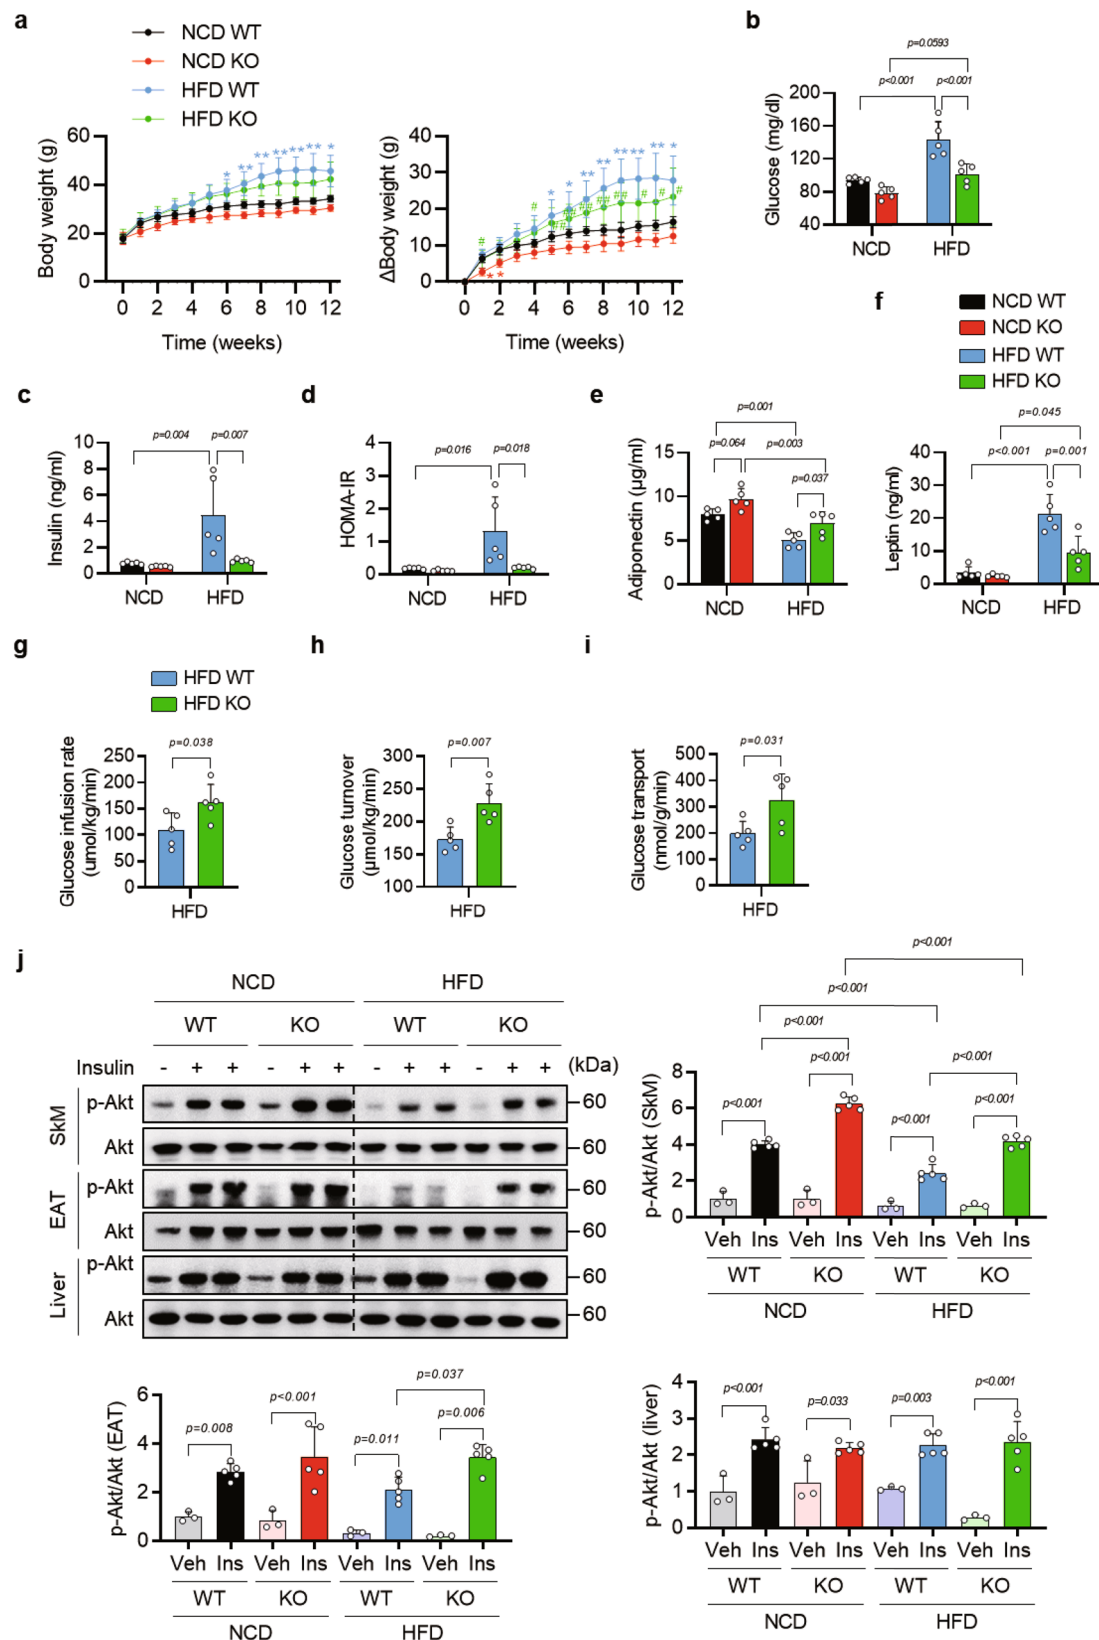 a
NCD WT
NCD KO
HFD WT
HFD KO
Body weight (g)
60
40
20
0
0 2 4 6 8 10 12
Time (weeks)
* ** ** ** ** ** *
ΔBody weight (g)
40
30
20
10
0
0 2 4 6 8 10 12
Time (weeks)
b
p=0.0593
p<0.001 p<0.001
Glucose (mg/dl)
200
160
120
80
40
NCD HFD
c
p=0.004 p=0.007
Insulin (ng/ml)
10
8
6
4
2
0
NCD HFD
d
p=0.016 p=0.018
HOMA-IR
4
3
2
1
0
NCD HFD
e
p=0.001
p=0.064 p=0.003
p=0.037
Adiponectin (μg/ml)
15
10
5
0
NCD HFD
f
NCD WT
NCD KO
HFD WT
HFD KO
p=0.045
p<0.001 p=0.001
Leptin (ng/ml)
40
30
20
10
0
NCD HFD
g
HFD WT
HFD KO
p=0.038
Glucose infusion rate
(umol/kg/min)
250
200
150
100
50
0
HFD
h
p=0.007
Glucose turnover
(μmol/kg/min)
300
250
200
150
100
HFD
i
p=0.031
Glucose transport
(nmol/g/min)
500
400
300
200
100
0
HFD
j
NCD HFD
WT KO WT KO
Insulin - + + - + + - + + - + + (kDa)
SkM
p-Akt 60
Akt 60
EAT
p-Akt 60
Akt 60
Liver
p-Akt 60
Akt 60
p<0.001
p<0.001
p<0.001
p<0.001 p<0.001
p<0.001 p<0.001 p<0.001
p-Akt/Akt (SkM)
8
6
4
2
0
Veh Ins Veh Ins Veh Ins Veh Ins
WT KO WT KO
NCD HFD
p=0.037
p<0.001 p=0.006
p=0.008 p=0.011
p-Akt/Akt (EAT)
6
4
2
0
Veh Ins Veh Ins Veh Ins Veh Ins
WT KO WT KO
NCD HFD
p<0.001 p=0.033 p=0.003 p<0.001
p-Akt/Akt (liver)
4
3
2
1
0
Veh Ins Veh Ins Veh Ins Veh Ins
WT KO WT KO
NCD HFD